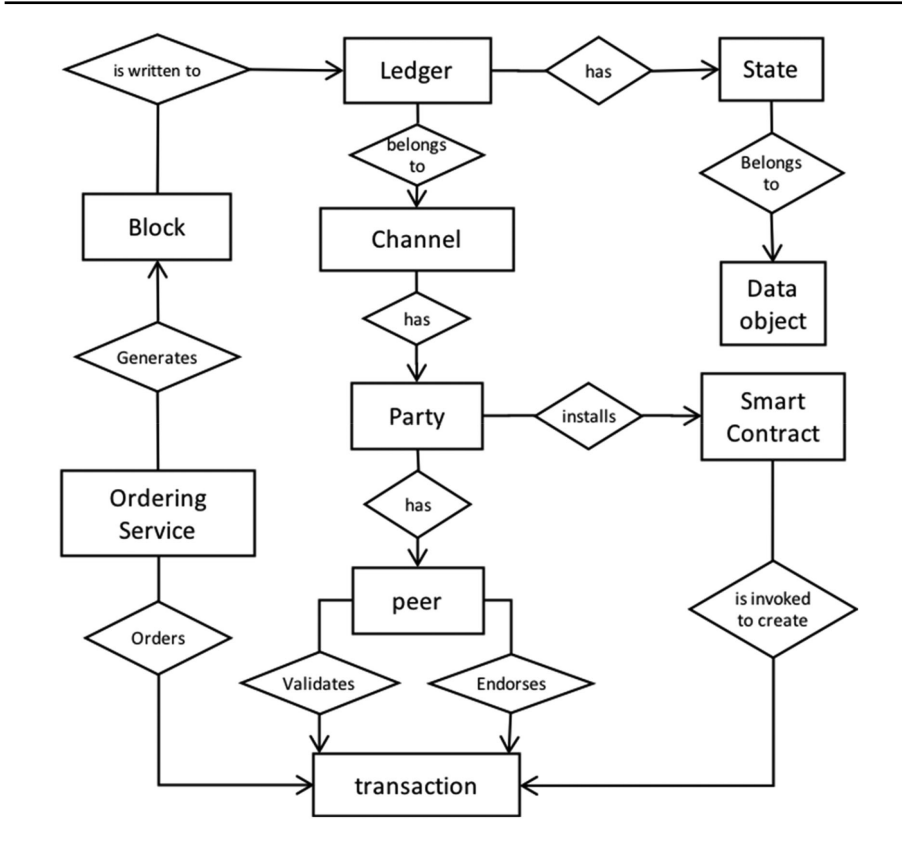 is written to
Ledger
has
State
belongs
to
Belongs
to
Block
Channel
Data
object
has
Generates
Party
installs
Smart
Contract
has
Ordering
Service
peer
is invoked
to create
Orders
Validates
Endorses
transaction